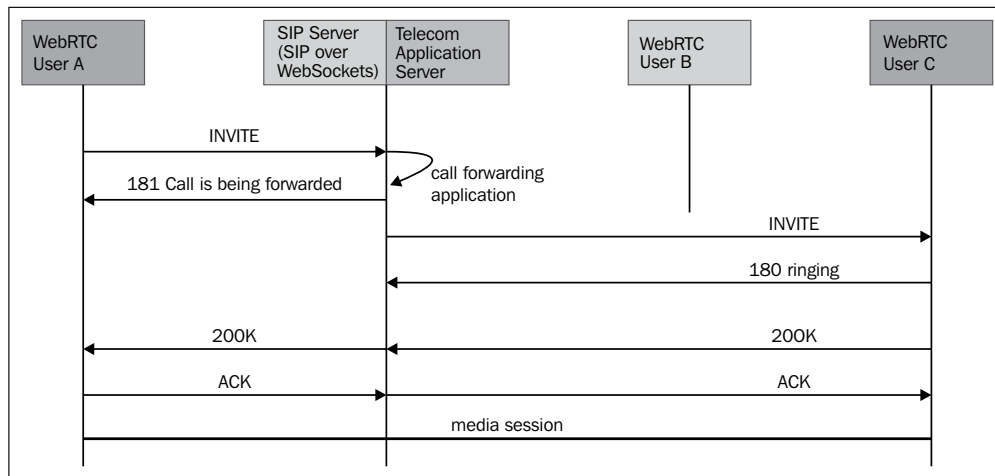 WebRTC
User A
SIP Server
(SIP over
WebSockets)
Telecom
Application
Server
WebRTC
User B
WebRTC
User C
INVITE
call forwarding
application
181 Call is being forwarded
INVITE
180 ringing
200K
200K
ACK
ACK
media session